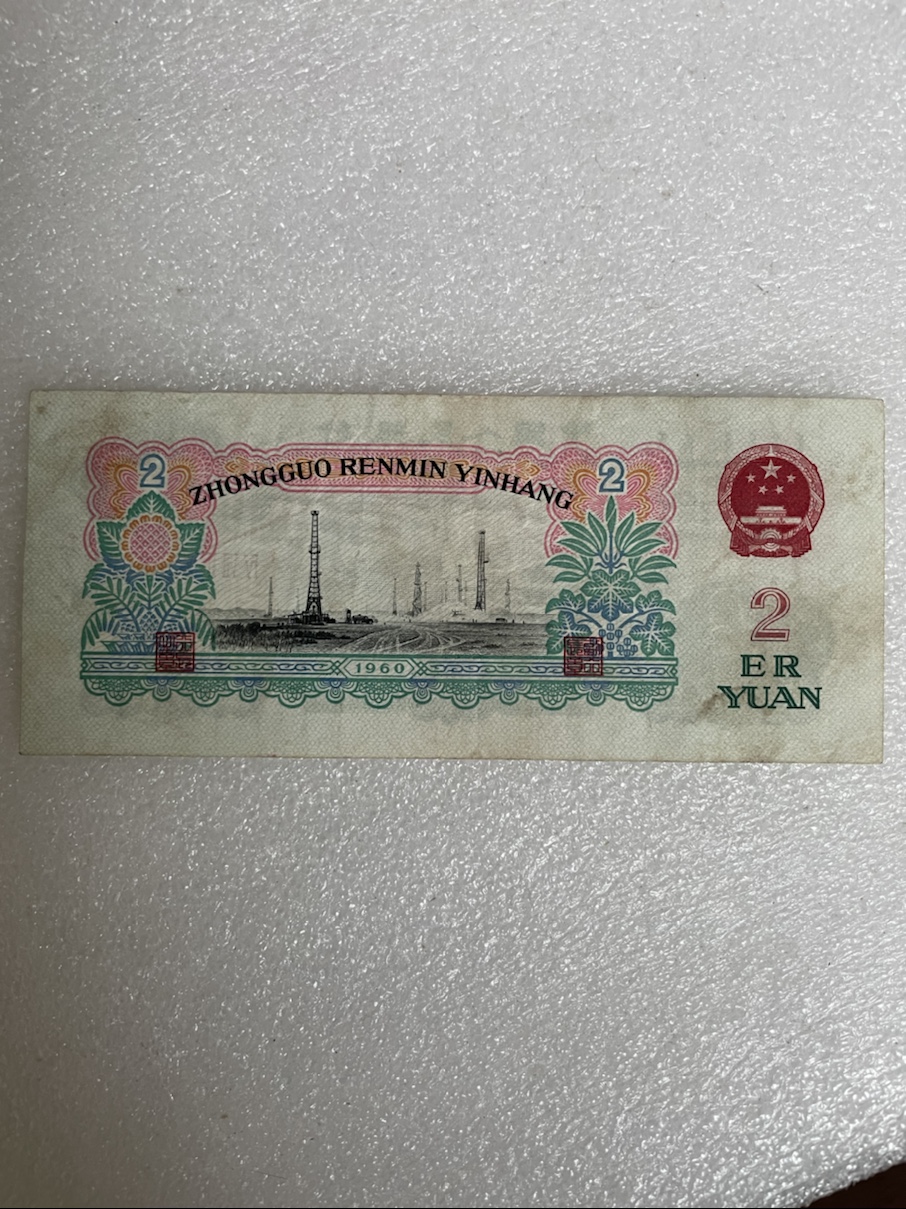 2
2
ZHONGGUO RENMIN YINHANG
1960
2
ER
YUAN